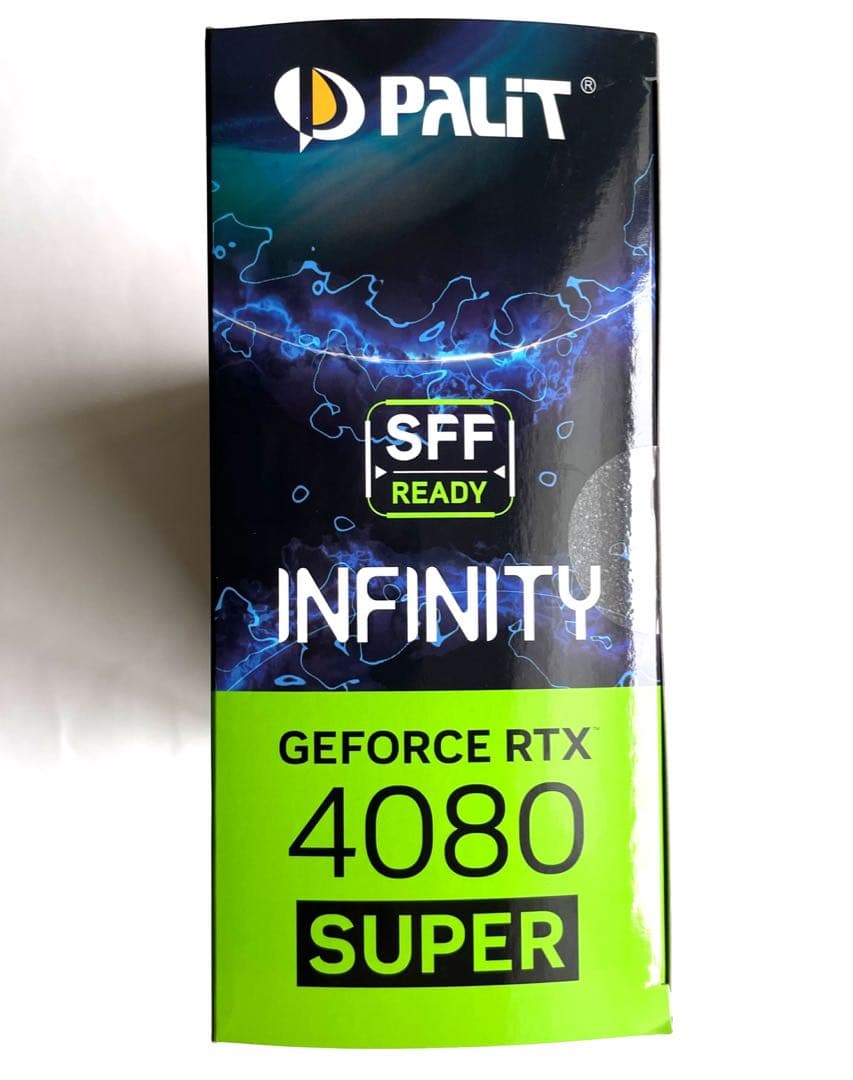 PALiT®
SFF
READY
INFINITY
GEFORCE RTX™
4080
SUPER